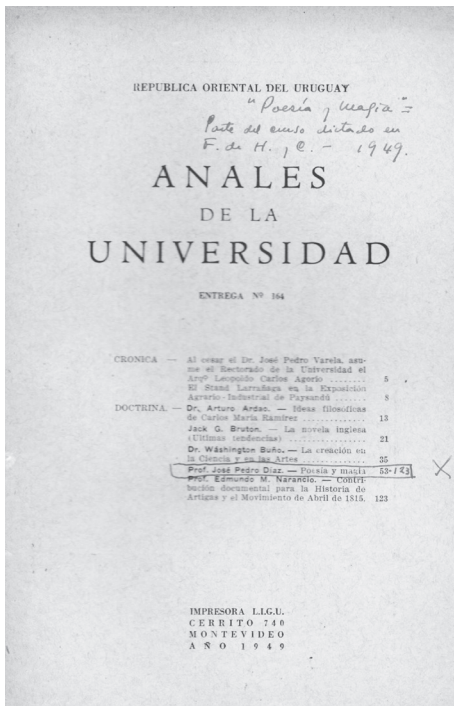 REPUBLICA ORIENTAL DEL URUGUAY
"Poesía y Magia" =
Parte del curso dictado en
F. de H. y C. - 1949.
ANALES
DE LA
UNIVERSIDAD
ENTREGA Nº 164
CRONICA — Al cesar el Dr. José Pedro Varela, asu-
me el Rectorado de la Universidad el
Arqº Leopoldo Carlos Agorio ........ 5
El Stand Larrañaga en la Exposición
Agrario-Industrial de Paysandú ... 8
DOCTRINA. — Dr. Arturo Ardao. — Ideas filosóficas
de Carlos María Ramírez ............ 13
Jack G. Bruton. — La novela inglesa
(Ultimas tendencias) ................ 21
Dr. Wáshington Buño. — La creación en
la Ciencia y en las Artes ............ 35
Prof. José Pedro Díaz. — Poesía y magia 53-123 X
Prof. Edmundo M. Narancio. — Contri-
bución documental para la Historia de
Artigas y el Movimiento de Abril de 1815. 123
IMPRESORA L.I.G.U.
CERRITO 740
MONTEVIDEO
AÑO 1949